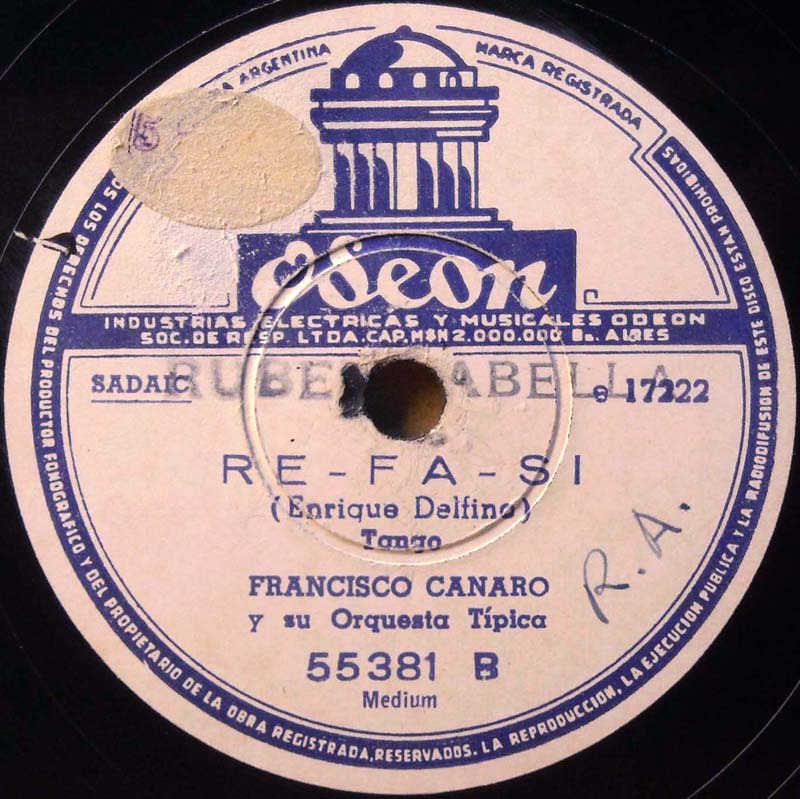 ARGENTINA
MARCA REGISTRADA
5
Odeon
INDUSTRIAS ELECTRICAS Y MUSICALES ODEON
SOC. DE RESP. LTDA. CAP. M$N 2.000.000 Bs. AIRES
SADAIC
RUBEN ABELLA
e 17222
RE-FA-SI
(Enrique Delfino)
Tango
FRANCISCO CANARO
y su Orquesta Típica
R.A.
55381 B
Medium
LOS DERECHOS DEL PRODUCTOR FONOGRAFICO Y DEL PROPIETARIO DE LA OBRA REGISTRADA, RESERVADOS. LA REPRODUCCION, LA EJECUCION PUBLICA Y LA RADIODIFUSION DE ESTE DISCO ESTAN PROHIBIDAS